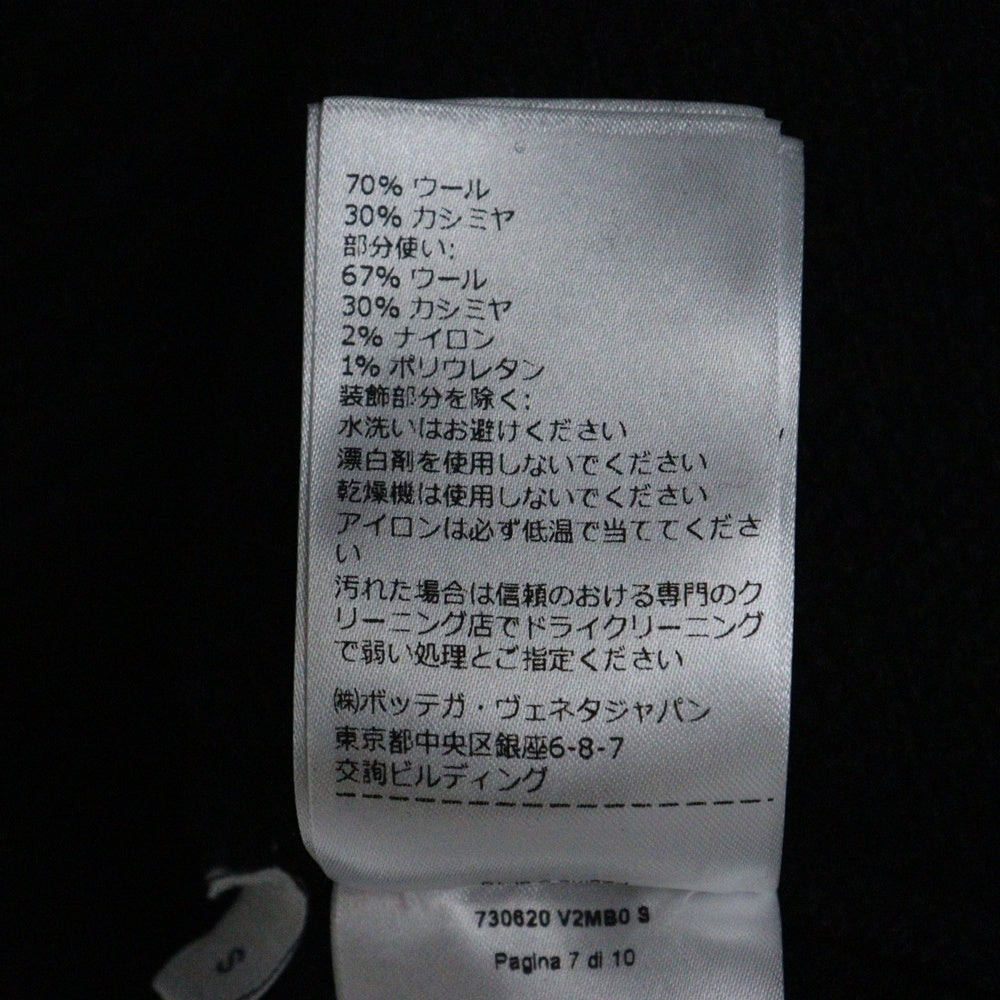 70% ウール
30% カシミヤ
部分使い:
67% ウール
30% カシミヤ
2% ナイロン
1% ポリウレタン
装飾部分を除く:
水洗いはお避けください
漂白剤を使用しないでください
乾燥機は使用しないでください
アイロンは必ず低温で当ててくださ
い
汚れた場合は信頼のおける専門のク
リーニング店でドライクリーニング
で弱い処理とご指定ください
㈱ボッテガ・ヴェネタジャパン
東京都中央区銀座6-8-7
交詢ビルディング
730620 V2MB0 S
Pagina 7 di 10
S